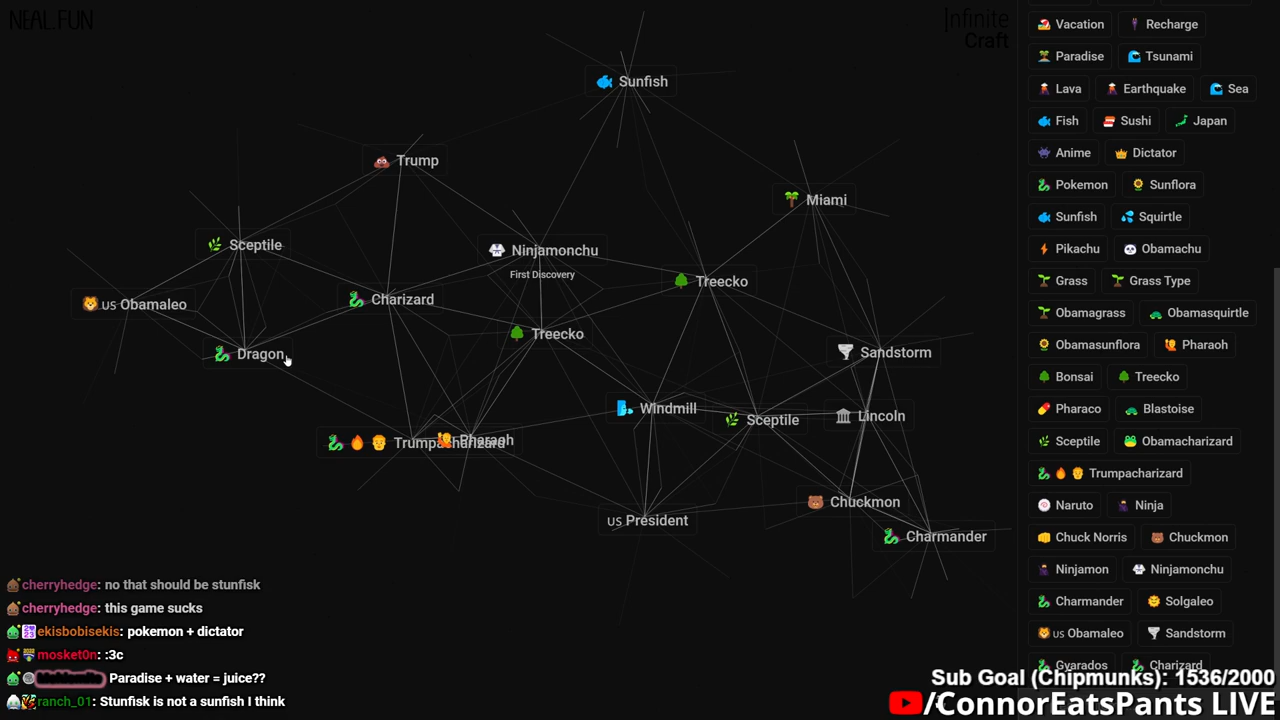 NEAL.FUN
Infinite
Craft
Sunfish
Trump
Miami
Sceptile
Ninjamonchu
First Discovery
Treecko
US Obamaleo
Charizard
Treecko
Dragon
Sandstorm
Windmill
Sceptile
Lincoln
Trumpacharizard
Pharaoh
Chuckmon
US President
Charmander
Vacation Recharge
Paradise Tsunami
Lava Earthquake Sea
Fish Sushi Japan
Anime Dictator
Pokemon Sunflora
Sunfish Squirtle
Pikachu Obamachu
Grass Grass Type
Obamagrass Obamasquirtle
Obamasunflora Pharaoh
Bonsai Treecko
Pharaco Blastoise
Sceptile Obamacharizard
Trumpacharizard
Naruto Ninja
Chuck Norris Chuckmon
Ninjamon Ninjamonchu
Charmander Solgaleo
US Obamaleo Sandstorm
Gyarados Charizard
cherryhedge: no that should be stunfisk
cherryhedge: this game sucks
ekisbobisekis: pokemon + dictator
mosket0n: :3c
Paradise + water = juice??
ranch_01: Stunfisk is not a sunfish I think
Sub Goal (Chipmunks): 1536/2000
/ConnorEatsPants LIVE